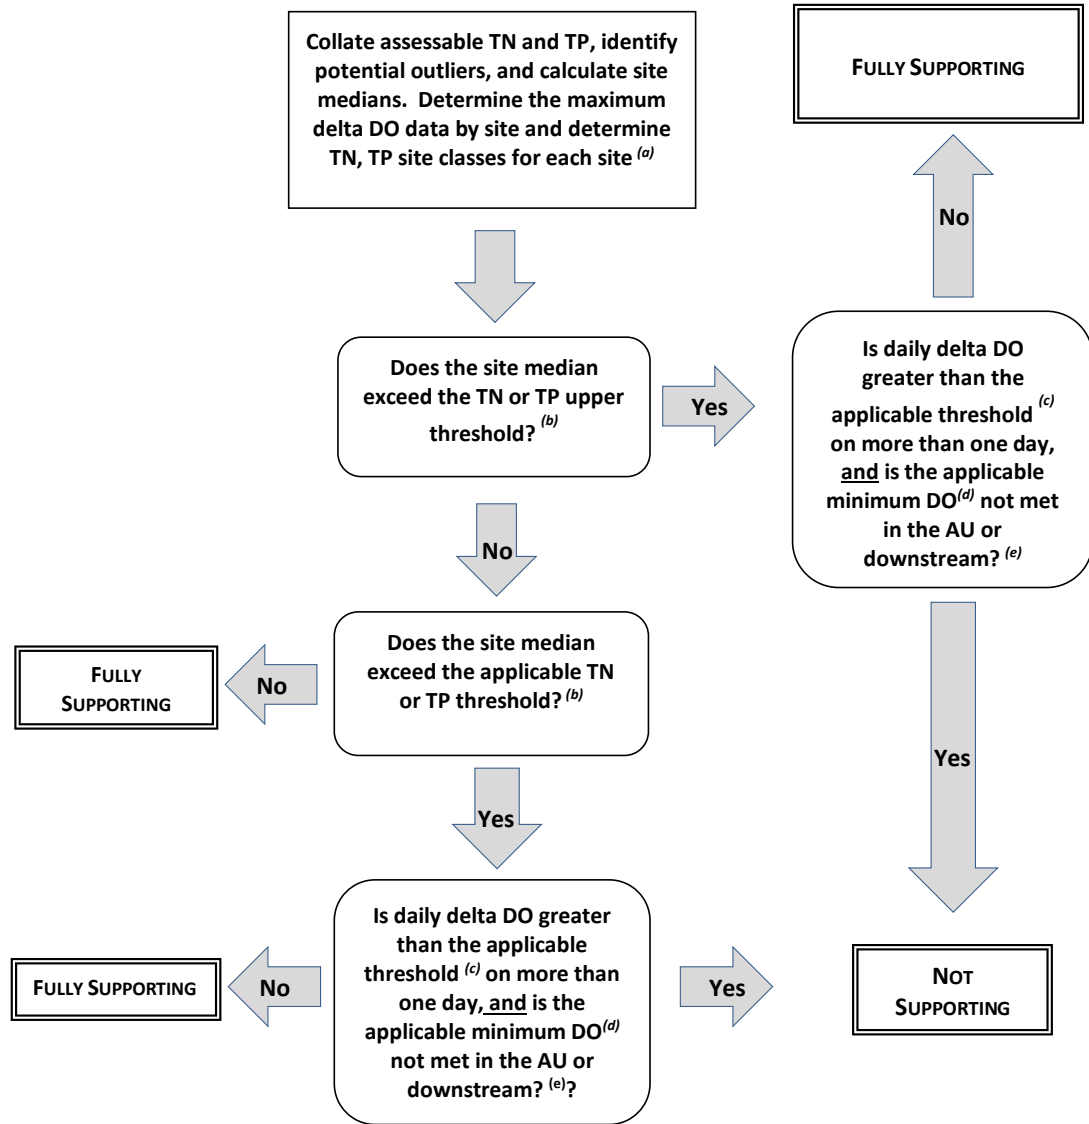 Collate assessable TN and TP, identify
potential outliers, and calculate site
medians. Determine the maximum
delta DO data by site and determine
TN, TP site classes for each site (a)
FULLY SUPPORTING
No
Does the site median
exceed the TN or TP upper
threshold? (b)
Yes
Is daily delta DO
greater than the
applicable threshold (c)
on more than one day,
and is the applicable
minimum DO(d) not met
in the AU or
downstream? (e)
No
Does the site median
exceed the applicable TN
or TP threshold? (b)
No
FULLY
SUPPORTING
Yes
Yes
Is daily delta DO greater
than the applicable
threshold (c) on more than
one day, and is the
applicable minimum DO(d)
not met in the AU or
downstream? (e)?
No
FULLY SUPPORTING
Yes
NOT
SUPPORTING